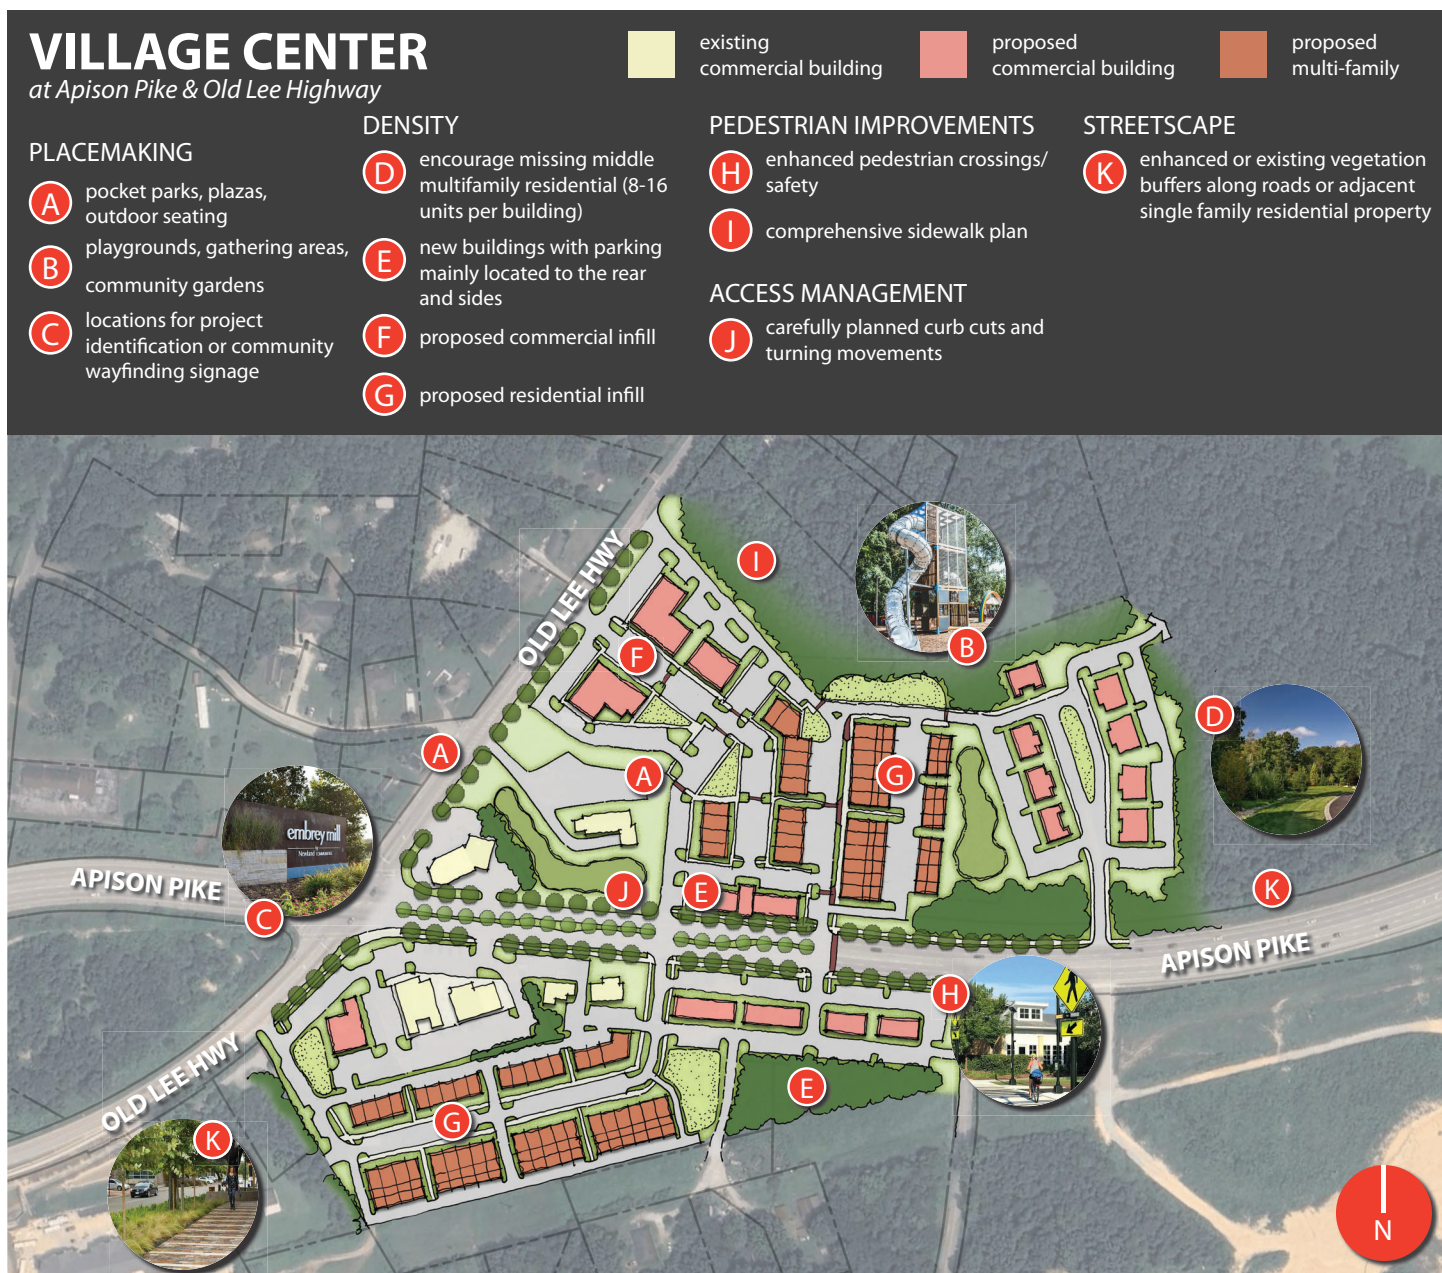 VILLAGE CENTER
at Apison Pike & Old Lee Highway
existing
commercial building
proposed
commercial building
proposed
multi-family
PLACEMAKING
A
pocket parks, plazas,
outdoor seating
B
playgrounds, gathering areas,
community gardens
C
locations for project
identification or community
wayfinding signage
DENSITY
D
encourage missing middle
multifamily residential (8-16
units per building)
E
new buildings with parking
mainly located to the rear
and sides
F
proposed commercial infill
G
proposed residential infill
PEDESTRIAN IMPROVEMENTS
H
enhanced pedestrian crossings/
safety
I
comprehensive sidewalk plan
ACCESS MANAGEMENT
J
carefully planned curb cuts and
turning movements
STREETSCAPE
K
enhanced or existing vegetation
buffers along roads or adjacent
single family residential property
OLD LEE HWY
I
B
F
D
A
A
G
embrey mill
APISON PIKE
C
J
E
K
APISON PIKE
H
OLD LEE HWY
E
G
K
N